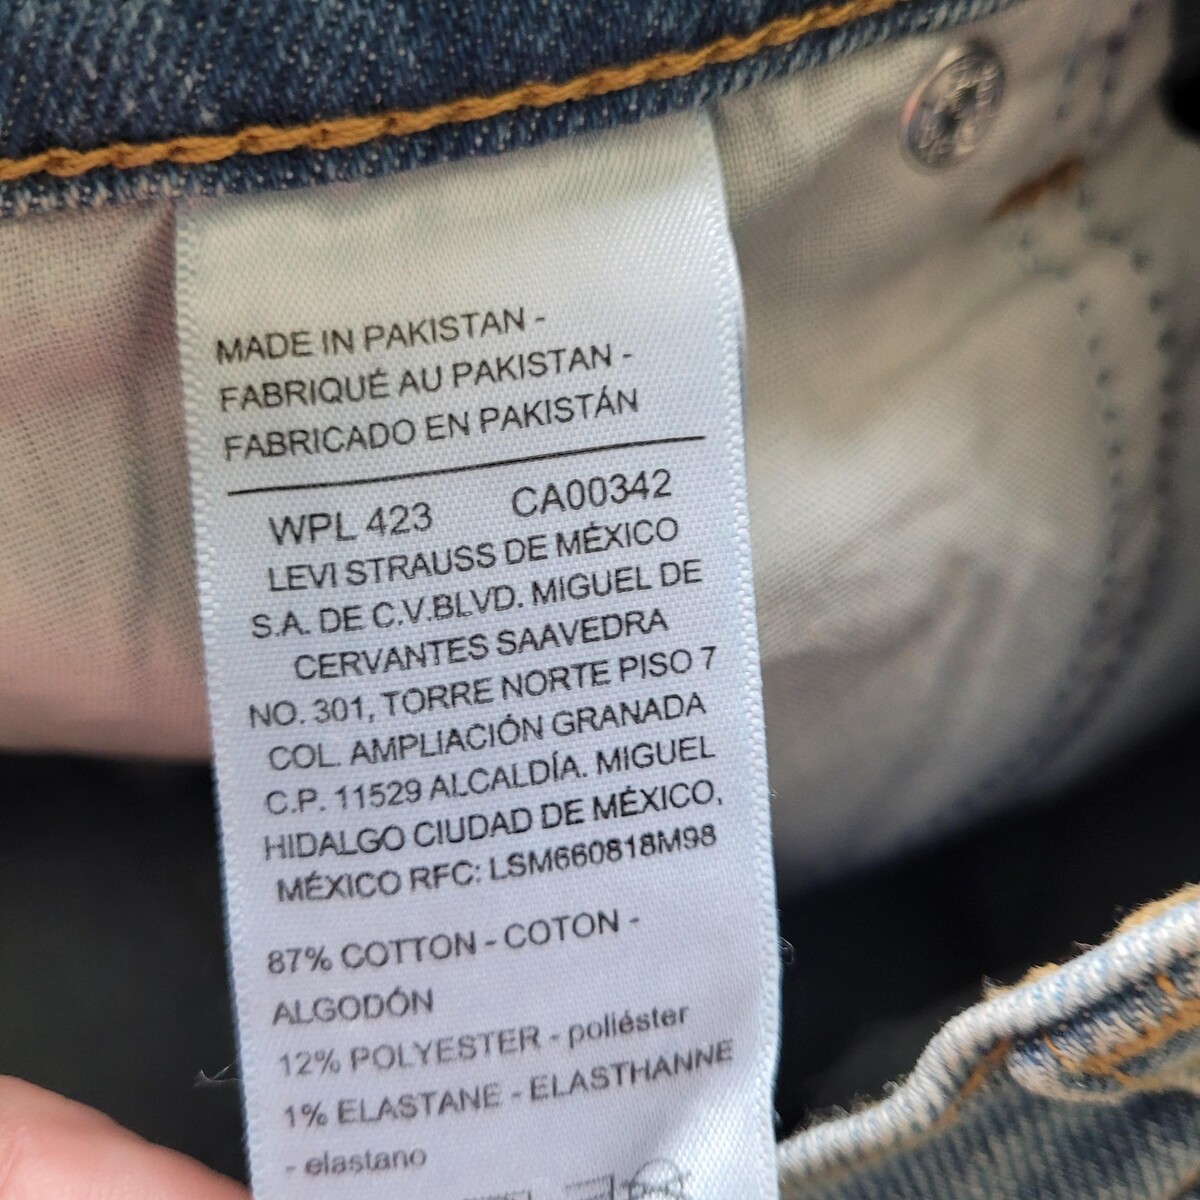 MADE IN PAKISTAN -
FABRIQUÉ AU PAKISTAN -
FABRICADO EN PAKISTÁN
WPL 423 CA00342
LEVI STRAUSS DE MÉXICO
S.A. DE C.V.BLVD. MIGUEL DE
CERVANTES SAAVEDRA
NO. 301, TORRE NORTE PISO 7
COL. AMPLIACIÓN GRANADA
C.P. 11529 ALCALDÍA. MIGUEL
HIDALGO CIUDAD DE MÉXICO,
MÉXICO RFC: LSM660818M98
87% COTTON - COTON -
ALGODÓN
12% POLYESTER - poliéster
1% ELASTANE - ELASTHANNE
- elastano